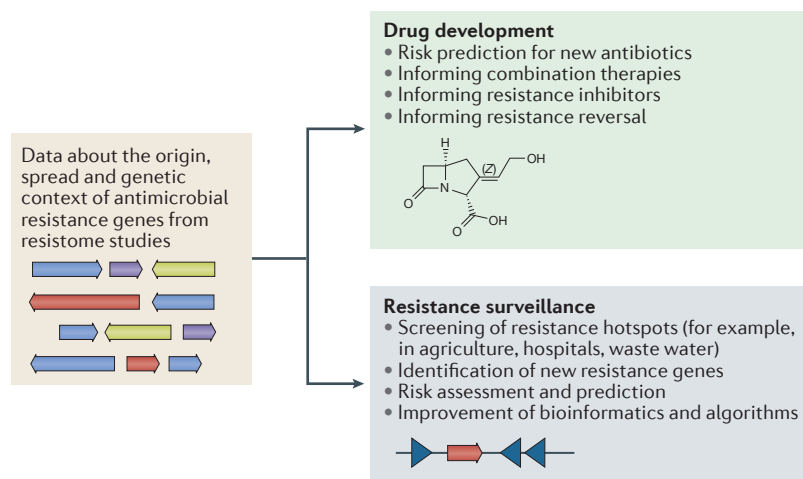 Data about the origin,
spread and genetic
context of antimicrobial
resistance genes from
resistome studies
Drug development
• Risk prediction for new antibiotics
• Informing combination therapies
• Informing resistance inhibitors
• Informing resistance reversal
H
(Z)
OH
O
N
O
OH
Resistance surveillance
• Screening of resistance hotspots (for example,
in agriculture, hospitals, waste water)
• Identification of new resistance genes
• Risk assessment and prediction
• Improvement of bioinformatics and algorithms